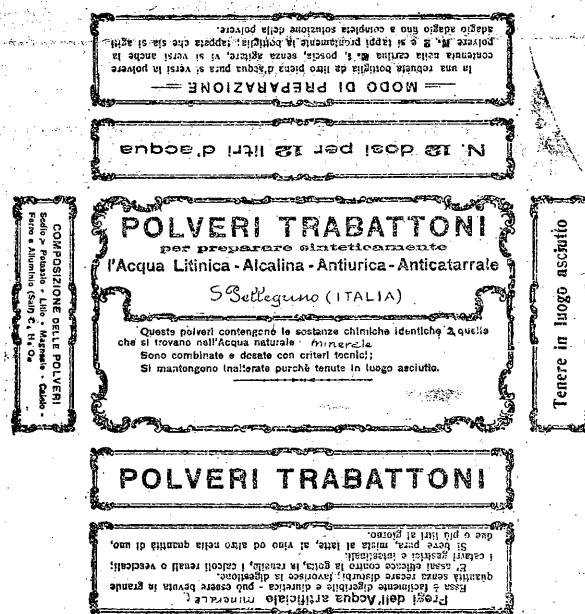 MODO DI PREPARAZIONE
In una robusta bottiglia da litro piena d'acqua pura si versi la polvere
contenuta nella cartina N. 1, poscia, senza agitare, vi si versi anche la
polvere N. 2 e si tappi prontamente la bottiglia; tappata che sia si agiti
adagio adagio fino a completa soluzione della polvere.
N. 12 dosi per 12 litri d'acqua
COMPOSIZIONE DELLE POLVERI
Sodio - Potassio - Litio - Magnesio - Calcio -
Ferro e Alluminio (Sali)
POLVERI TRABATTONI
per preparare sinteticamente
l'Acqua Litinica - Alcalina - Antiurica - Anticatarrale
S Pellegrino (ITALIA)
Queste polveri contengono le sostanze chimiche identiche a quelle
che si trovano nell'Acqua naturale minerale
Sono combinate e dosate con criteri tecnici;
Si mantongono inalterate purchè tenute in luogo asciutto.
Tenere in luogo asciutto
POLVERI TRABATTONI
Pregi dell'Acqua artificiale minerale;
Essa è facilmente digeribile e diuretica - può essere bevuta in grande
quantità senza recare disturbi; favorisce la digestione.
E' assai efficace contro la gotta, la renella, i calcoli renali o vescicali;
i catarri gastrici e intestinali.
Si beve pura, mista al latte, al vino od altro nella quantità di uno,
due o più litri al giorno.